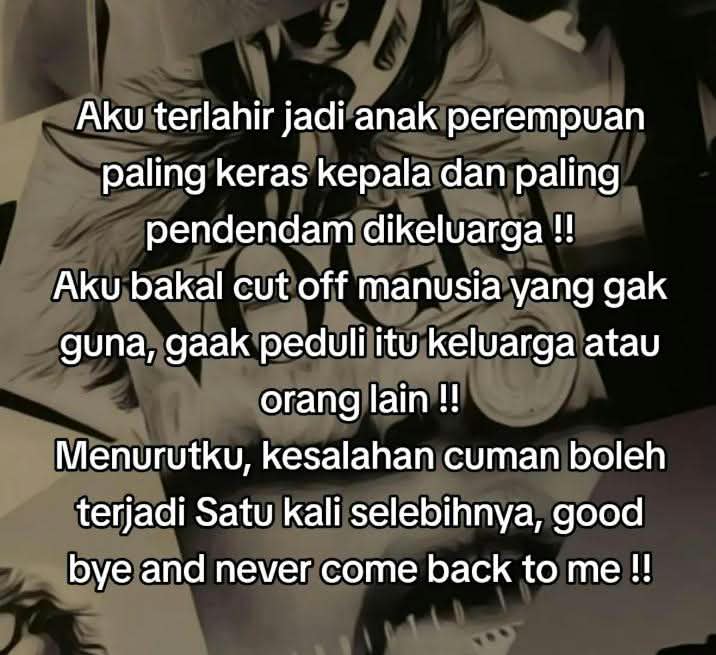 Aku terlahir jadi anak perempuan
paling keras kepala dan paling
pendendam dikeluarga !!
Aku bakal cut off manusia yang gak
guna, gaak peduli itu keluarga atau
orang lain !!
Menurutku, kesalahan cuman boleh
terjadi Satu kali selebihnya, good
bye and never come back to me !!